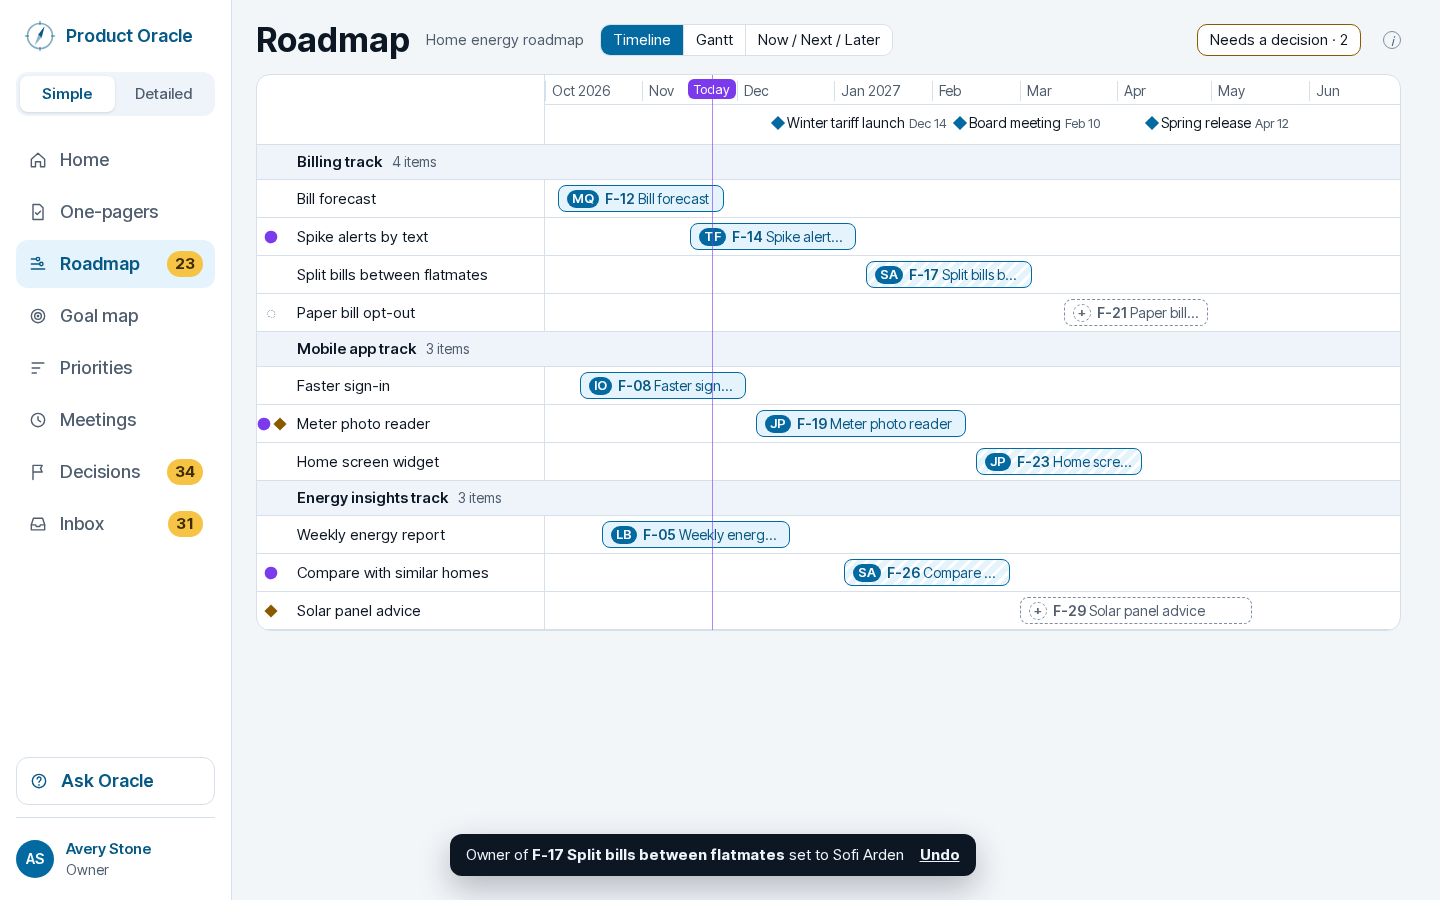 Product Oracle
Simple
Detailed
Home
One-pagers
Roadmap 23
Goal map
Priorities
Meetings
Decisions 34
Inbox 31
Ask Oracle
AS
Avery Stone
Owner
Roadmap
Home energy roadmap
Timeline
Gantt
Now / Next / Later
Needs a decision · 2
i
Oct 2026
Nov
Today
Dec
Jan 2027
Feb
Mar
Apr
May
Jun
Winter tariff launch Dec 14
Board meeting Feb 10
Spring release Apr 12
Billing track 4 items
Bill forecast
MQ F-12 Bill forecast
Spike alerts by text
TF F-14 Spike alert...
Split bills between flatmates
SA F-17 Split bills b...
Paper bill opt-out
+ F-21 Paper bill...
Mobile app track 3 items
Faster sign-in
IO F-08 Faster sign...
Meter photo reader
JP F-19 Meter photo reader
Home screen widget
JP F-23 Home scre...
Energy insights track 3 items
Weekly energy report
LB F-05 Weekly energ...
Compare with similar homes
SA F-26 Compare ...
Solar panel advice
+ F-29 Solar panel advice
Owner of F-17 Split bills between flatmates set to Sofi Arden Undo